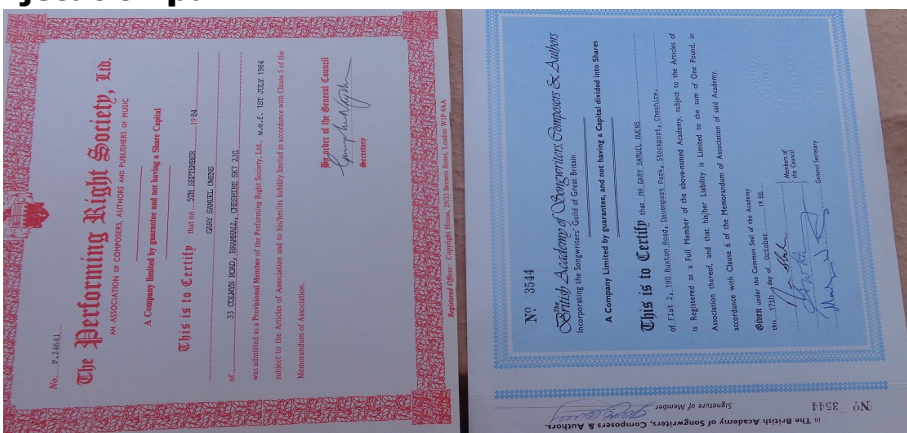 No. P.24641
The Performing Right Society, Ltd.
AN ASSOCIATION OF COMPOSERS AUTHORS AND PUBLISHERS OF MUSIC
A Company limited by guarantee and not having a Share Capital
This is to Certify that on 5TH SEPTEMBER 1984
GARY SAMUEL OWENS
of 33 COLWYN ROAD, BRAMHALL, CHESHIRE SK7 2JG
was admitted as a Provisional Member of the Performing Right Society, Ltd., w.e.f. 1ST JULY 1984
subject to the Articles of Association and to his/her/its liability limited in accordance with Clause 5 of the
Memorandum of Association.
By order of the General Council
Secretary
Registered Office: Copyright House, 29/33 Berners Street, London W1P 4AA
No 3544
The British Academy of Songwriters, Composers & Authors
Incorporating the Songwriters' Guild of Great Britain
A Company Limited by guarantee, and not having a Capital divided into Shares
This is to Certify that MR GARY SAMUEL OWENS
of Flat 2, 190 Buxton Road, Davenport Park, Stockport, Cheshire.
is Registered as a Full Member of the above-named Academy, subject to the Articles of
Association thereof, and that his/her Liability is Limited to the sum of One Pound, in
accordance with Clause 6 of the Memorandum of Association of said Academy.
Given under the Common Seal of the Academy
this 17th day of October 1988
Members of
the Council
General Secretary
No 3544
Signature of Member
in The British Academy of Songwriters, Composers & Authors.